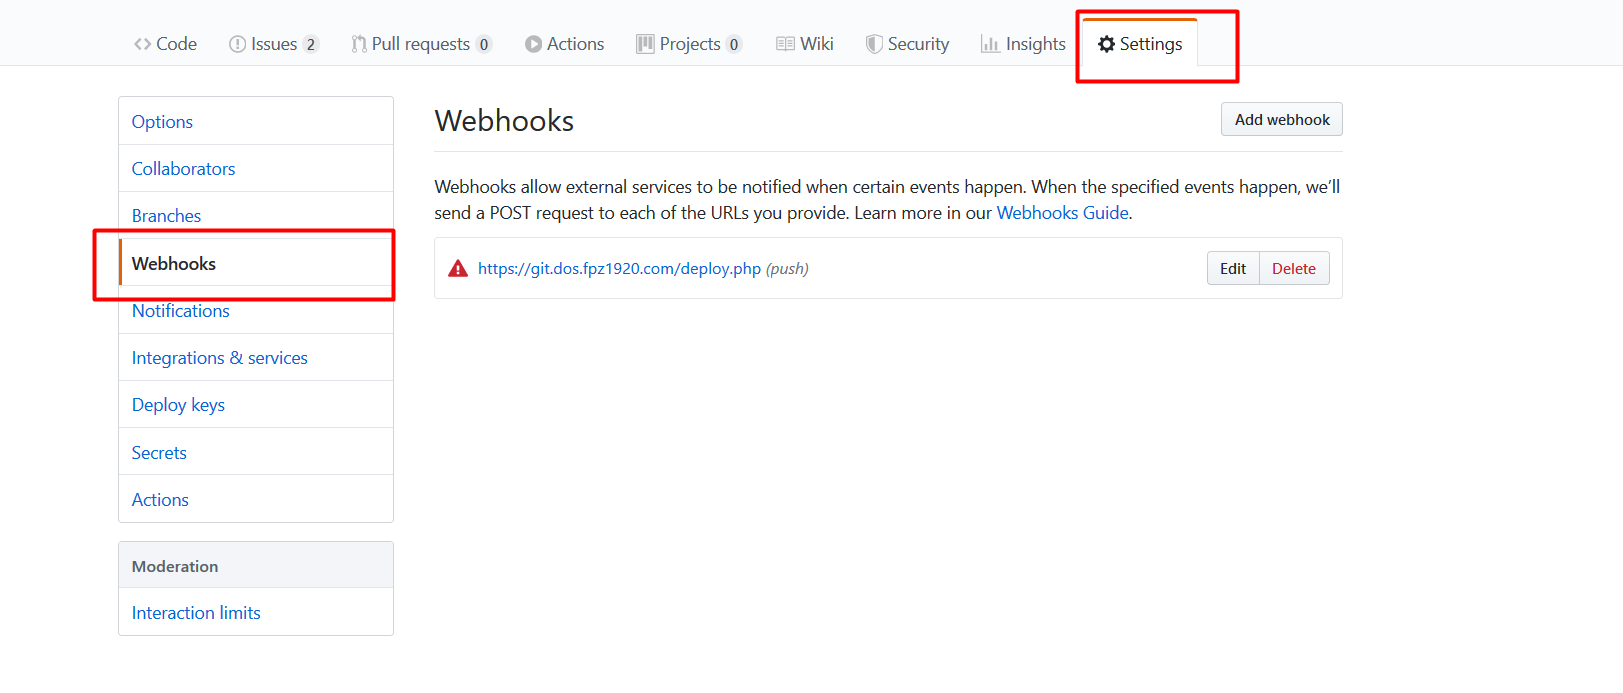 Code Issues 2 Pull requests 0 Actions Projects 0 Wiki Security Insights Settings
Options
Collaborators
Branches
Webhooks
Notifications
Integrations & services
Deploy keys
Secrets
Actions
Moderation
Interaction limits
Webhooks
Add webhook
Webhooks allow external services to be notified when certain events happen. When the specified events happen, we’ll
send a POST request to each of the URLs you provide. Learn more in our Webhooks Guide.
https://git.dos.fpz1920.com/deploy.php (push)
Edit Delete